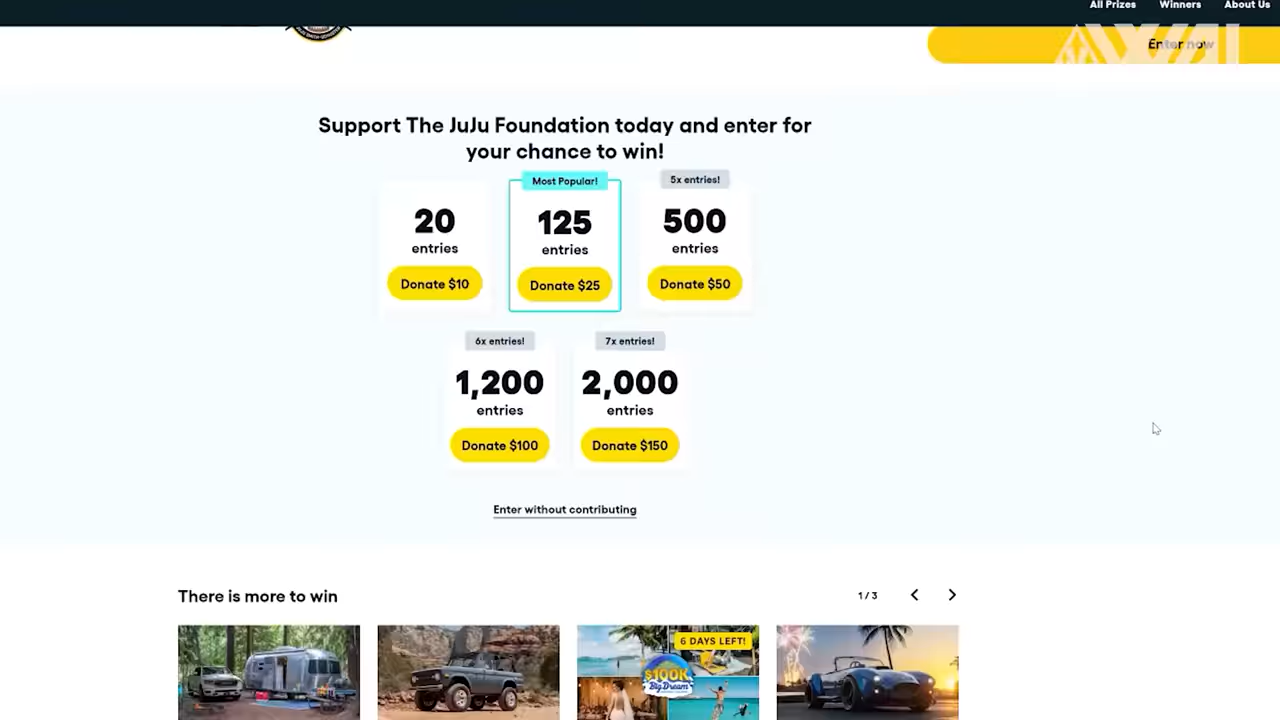 All Prizes Winners About Us
Enter now
Support The JuJu Foundation today and enter for
your chance to win!
Most Popular!
5x entries!
20
125
500
entries
entries
entries
Donate $10
Donate $25
Donate $50
6x entries!
7x entries!
1,200
2,000
entries
entries
Donate $100
Donate $150
Enter without contributing
There is more to win
1 / 3
6 DAYS LEFT!
$100K
Big Dream